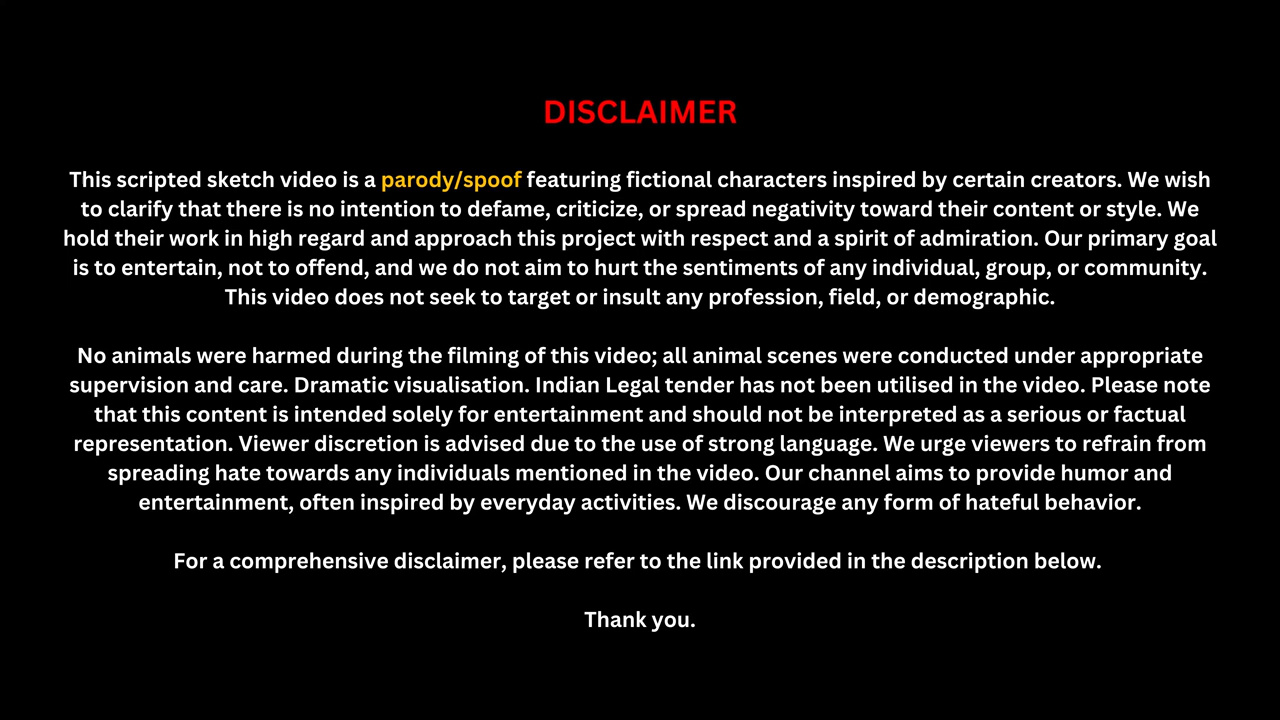 DISCLAIMER
This scripted sketch video is a parody/spoof featuring fictional characters inspired by certain creators. We wish
to clarify that there is no intention to defame, criticize, or spread negativity toward their content or style. We
hold their work in high regard and approach this project with respect and a spirit of admiration. Our primary goal
is to entertain, not to offend, and we do not aim to hurt the sentiments of any individual, group, or community.
This video does not seek to target or insult any profession, field, or demographic.
No animals were harmed during the filming of this video; all animal scenes were conducted under appropriate
supervision and care. Dramatic visualisation. Indian Legal tender has not been utilised in the video. Please note
that this content is intended solely for entertainment and should not be interpreted as a serious or factual
representation. Viewer discretion is advised due to the use of strong language. We urge viewers to refrain from
spreading hate towards any individuals mentioned in the video. Our channel aims to provide humor and
entertainment, often inspired by everyday activities. We discourage any form of hateful behavior.
For a comprehensive disclaimer, please refer to the link provided in the description below.
Thank you.